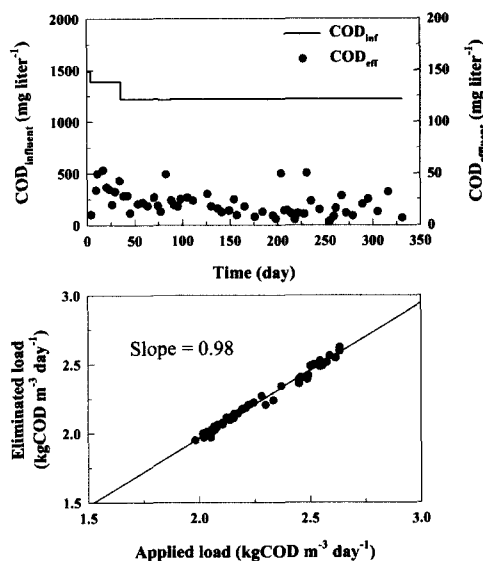 COD_inf
COD_eff
COD_influent (mg liter⁻¹)
2000
1500
1000
500
0
200
150
100
50
0
COD_effluent (mg liter⁻¹)
0 50 100 150 200 250 300 350
Time (day)
Slope = 0.98
Eliminated load
(kgCOD m⁻³ day⁻¹)
3.0
2.5
2.0
1.5
1.5 2.0 2.5 3.0
Applied load (kgCOD m⁻³ day⁻¹)